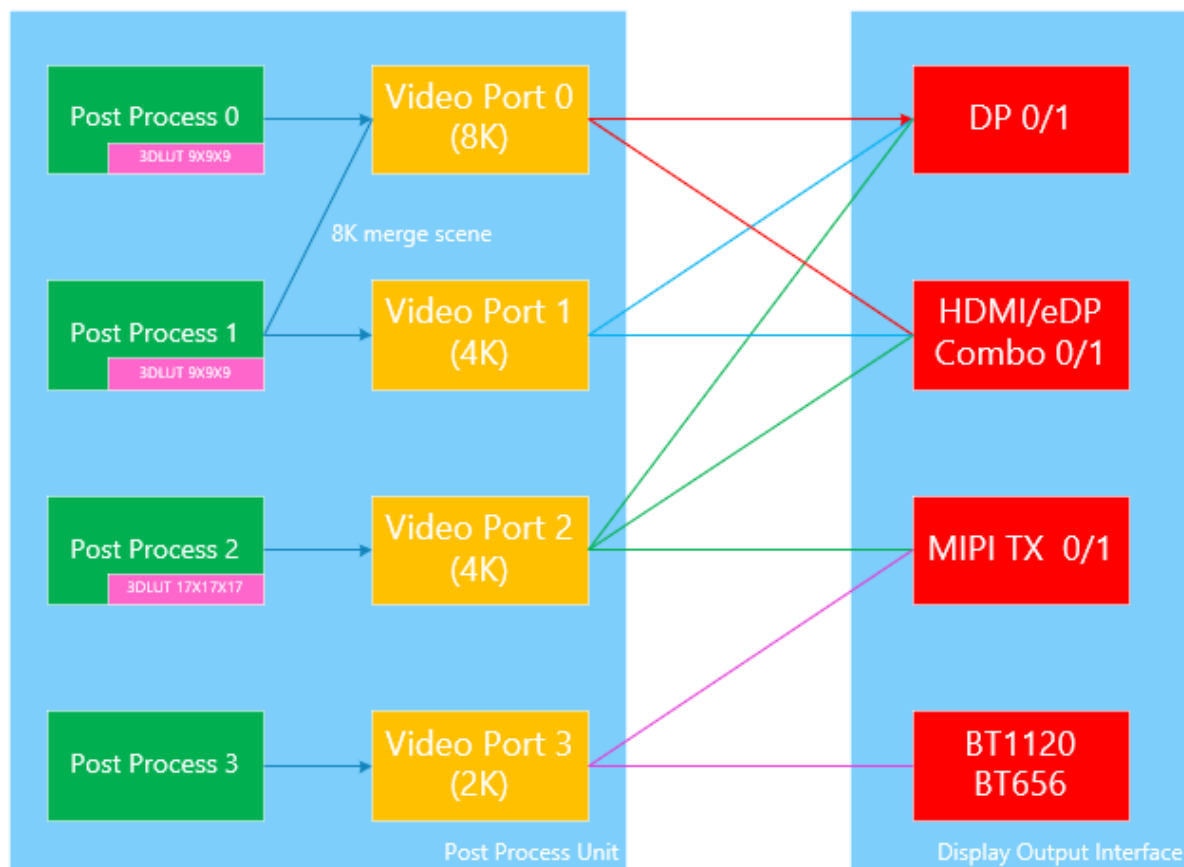 Post Process 0
3DLUT 9X9X9
Video Port 0
(8K)
DP 0/1
8K merge scene
Post Process 1
3DLUT 9X9X9
Video Port 1
(4K)
HDMI/eDP
Combo 0/1
Post Process 2
3DLUT 17X17X17
Video Port 2
(4K)
MIPI TX 0/1
Post Process 3
Video Port 3
(2K)
BT1120
BT656
Post Process Unit
Display Output Interface